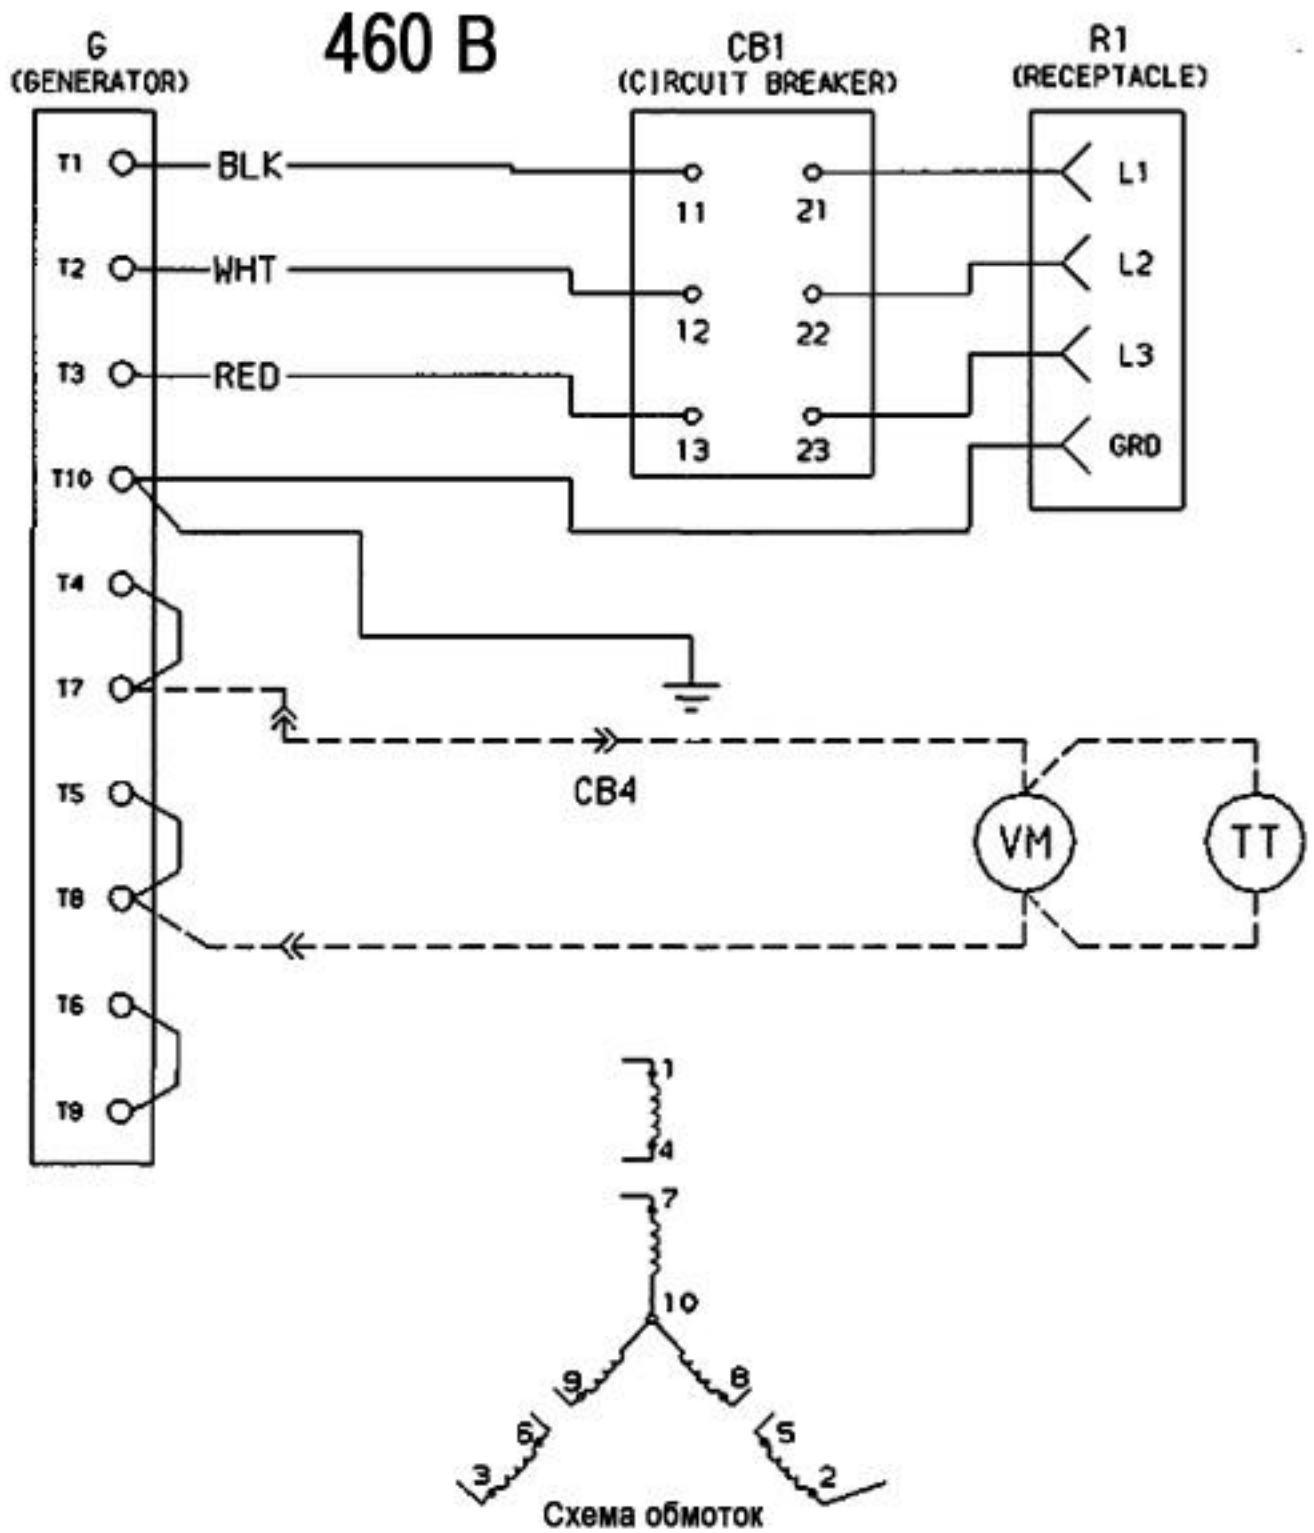 460 В
G
(GENERATOR)
CB1
(CIRCUIT BREAKER)
R1
(RECEPTACLE)
T1
BLK
11
21
L1
T2
WHT
12
22
L2
T3
RED
13
23
L3
T10
GRD
T4
T7
CB4
T5
VM
TT
T8
T6
T9
1
4
7
10
9
8
6
5
3
2
Схема обмоток